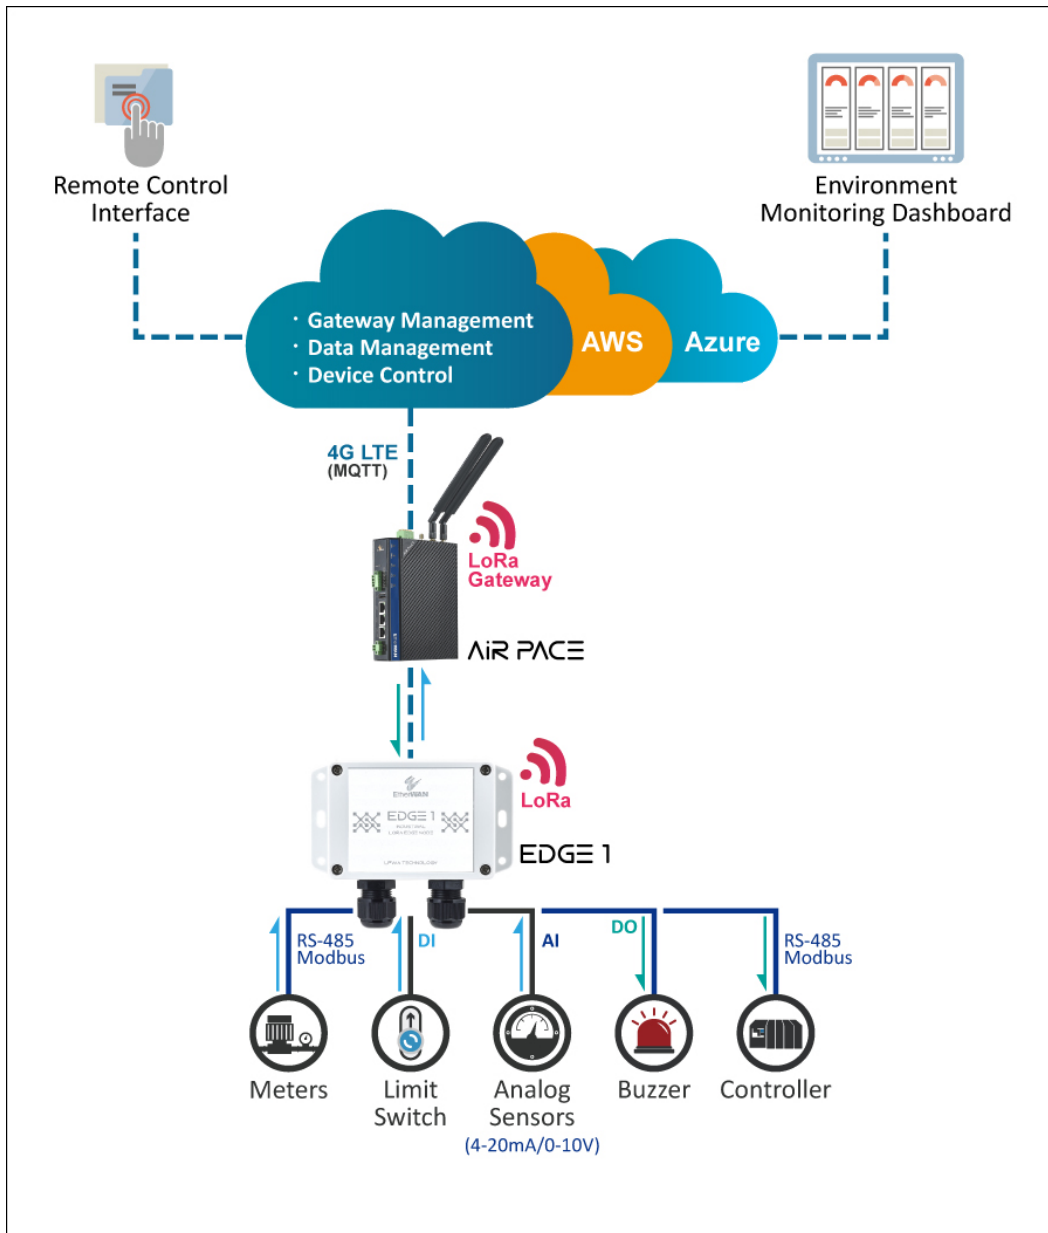 Remote Control
Interface
Environment
Monitoring Dashboard
· Gateway Management
· Data Management
· Device Control
AWS
Azure
4G LTE
(MQTT)
LoRa
Gateway
AiR PACE
EtherWAN
EDGE 1
LoRa
EDGE 1
RS-485
Modbus
DI
AI
DO
RS-485
Modbus
Meters
Limit
Switch
Analog
Sensors
(4-20mA/0-10V)
Buzzer
Controller